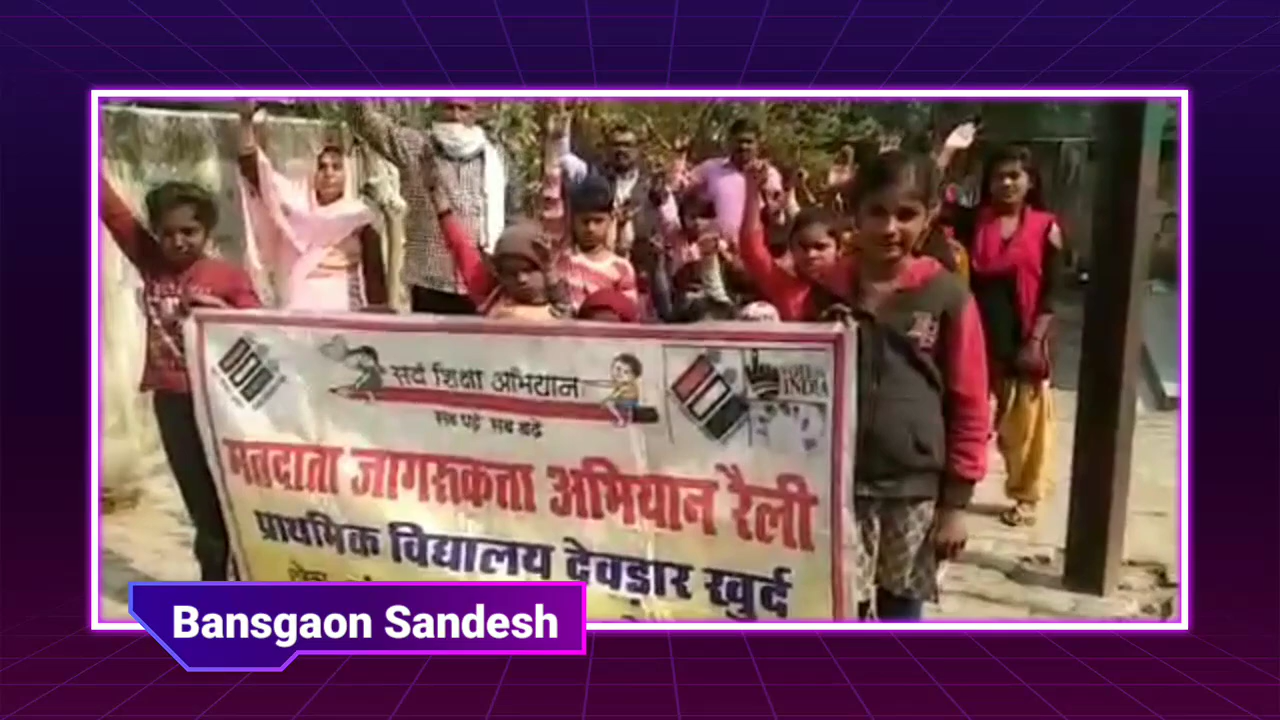 सर्व शिक्षा अभियान
सब पढ़ें सब बढ़ें
INDIA
मतदाता जागरुकता अभियान रैली
प्राथमिक विद्यालय देवड़ार खुर्द
Bansgaon Sandesh